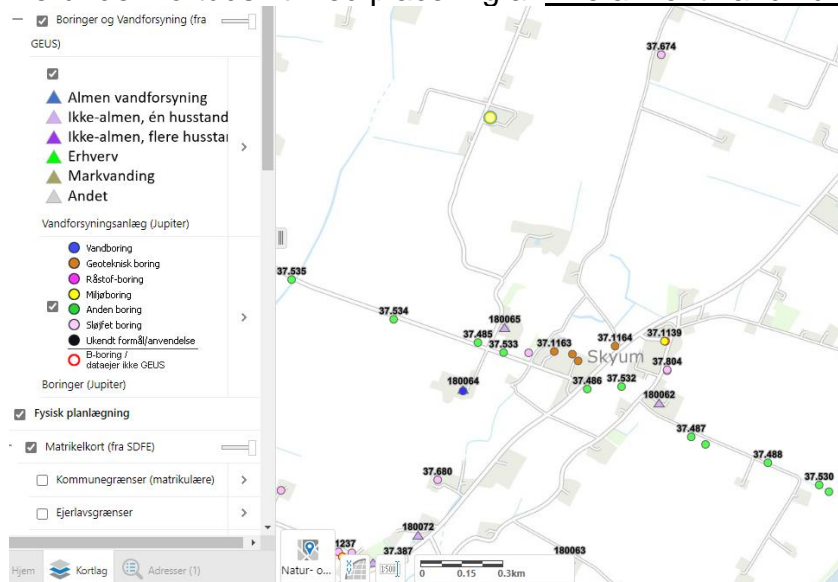 Boringer og Vandforsyning (fra
GEUS)
Almen vandforsyning
Ikke-almen, én husstand
Ikke-almen, flere husstan
Erhverv
Markvanding
Andet
Vandforsyningsanlæg (Jupiter)
Vandboring
Geoteknisk boring
Råstof-boring
Miljøboring
Anden boring
Sløjfet boring
Ukendt formål/anvendelse
B-boring /
dataejer ikke GEUS
Boringer (Jupiter)
Fysisk planlægning
Matrikelkort (fra SDFE)
Kommunegrænser (matrikulære)
Ejerlavsgrænser
Hjem
Kortlag
Adresser (1)
37.674
37.535
37.534
180065
37.485
37.533
37.1163
37.1164
37.1139
Skyum
37.804
180064
37.486
37.532
180062
37.487
37.488
37.530
37.680
180072
1237
37.387
180063
Natur- o...
1:500
0 0.15 0.3km